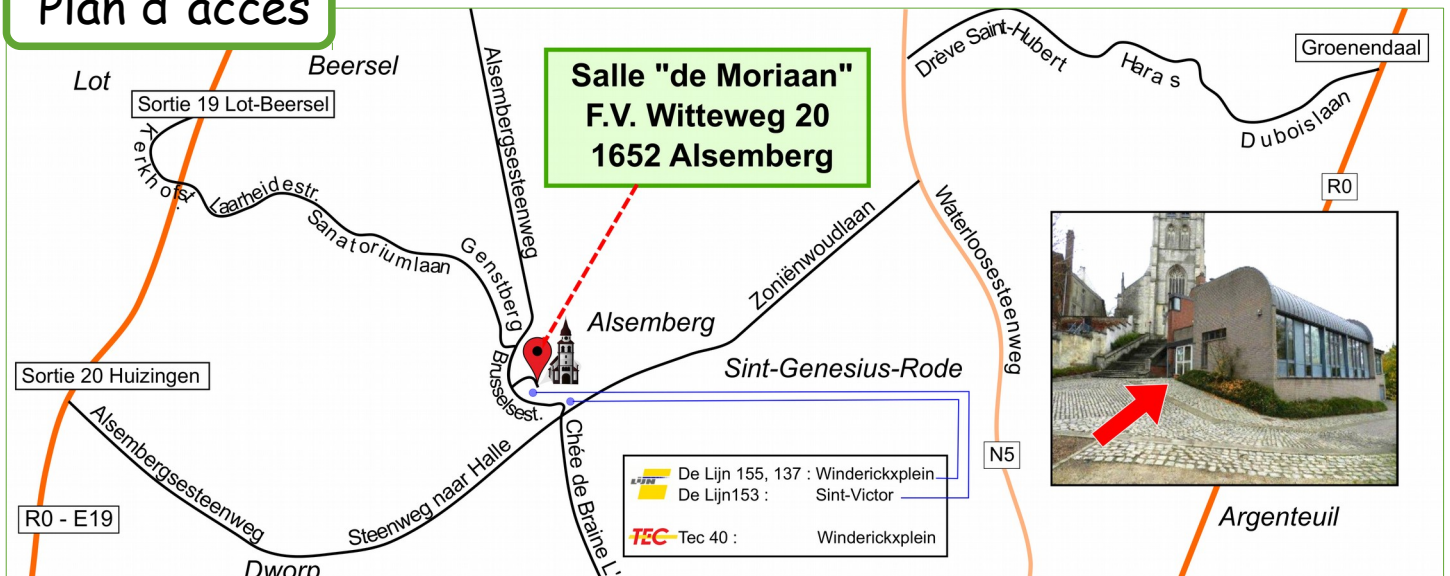 Plan d'accès
Lot
Beersel
Sortie 19 Lot-Beersel
Kerkhofst.
Laarheidestr.
Sanatoriumlaan
Genstberg
Alsembergsesteenweg
Salle "de Moriaan"
F.V. Witteweg 20
1652 Alsemberg
Drève Saint-Hubert
Haras
Duboislaan
Groenendaal
R0
Waterloosesteenweg
Zoniënwoudlaan
Alsemberg
Sint-Genesius-Rode
Brusselsest.
Sortie 20 Huizingen
Alsembergsesteenweg
R0 - E19
Dworp
Steenweg naar Halle
Chée de Braine L'
LIJN
De Lijn 155, 137 : Winderickxplein
De Lijn153 : Sint-Victor
TEC Tec 40 : Winderickxplein
N5
Argenteuil